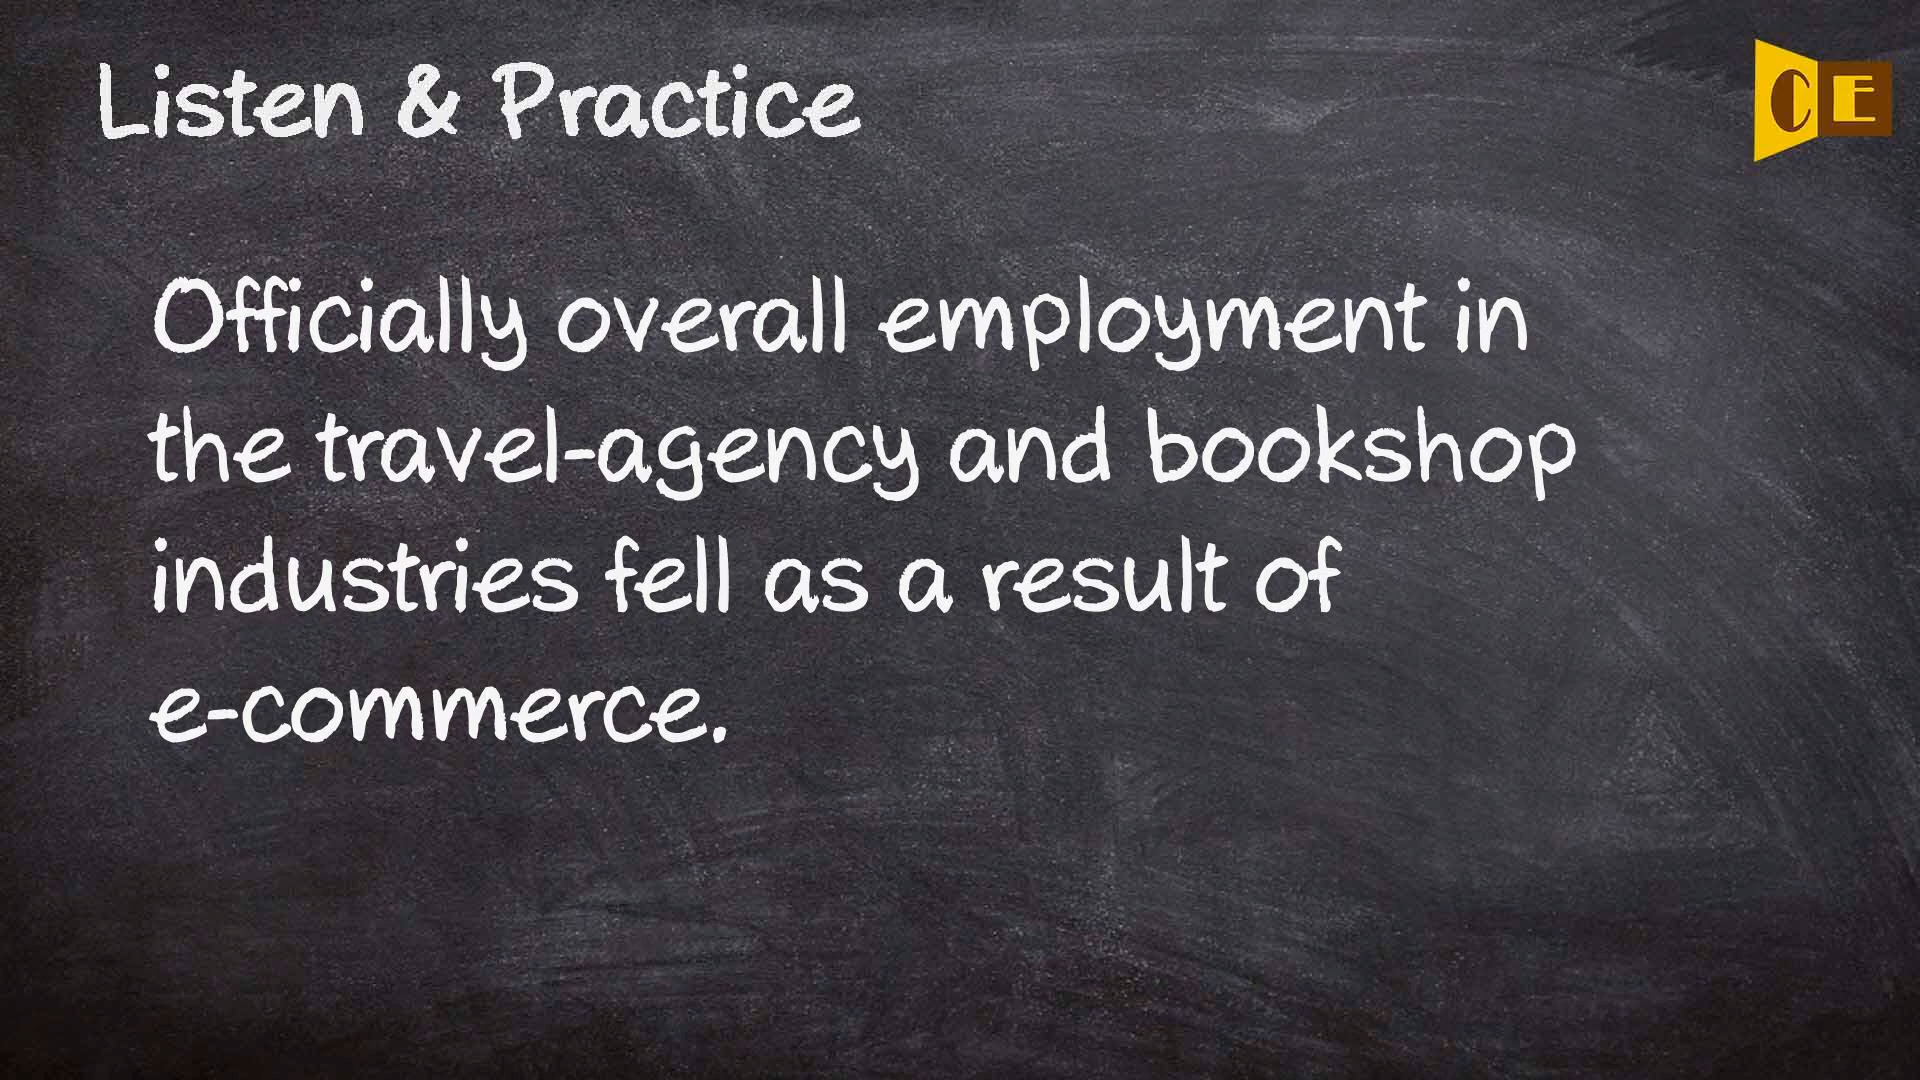 Listen & Practice
CE
Officially overall employment in
the travel-agency and bookshop
industries fell as a result of
e-commerce.